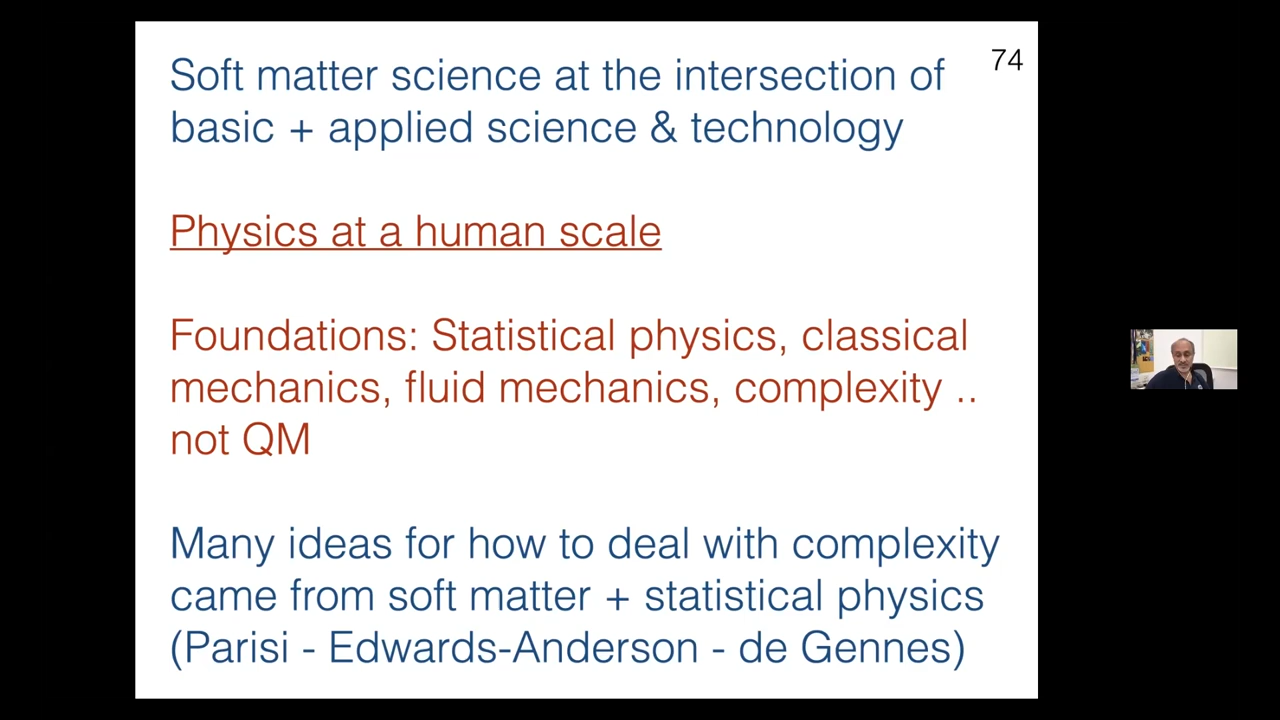 74
Soft matter science at the intersection of
basic + applied science & technology
Physics at a human scale
Foundations: Statistical physics, classical
mechanics, fluid mechanics, complexity ..
not QM
Many ideas for how to deal with complexity
came from soft matter + statistical physics
(Parisi - Edwards-Anderson - de Gennes)